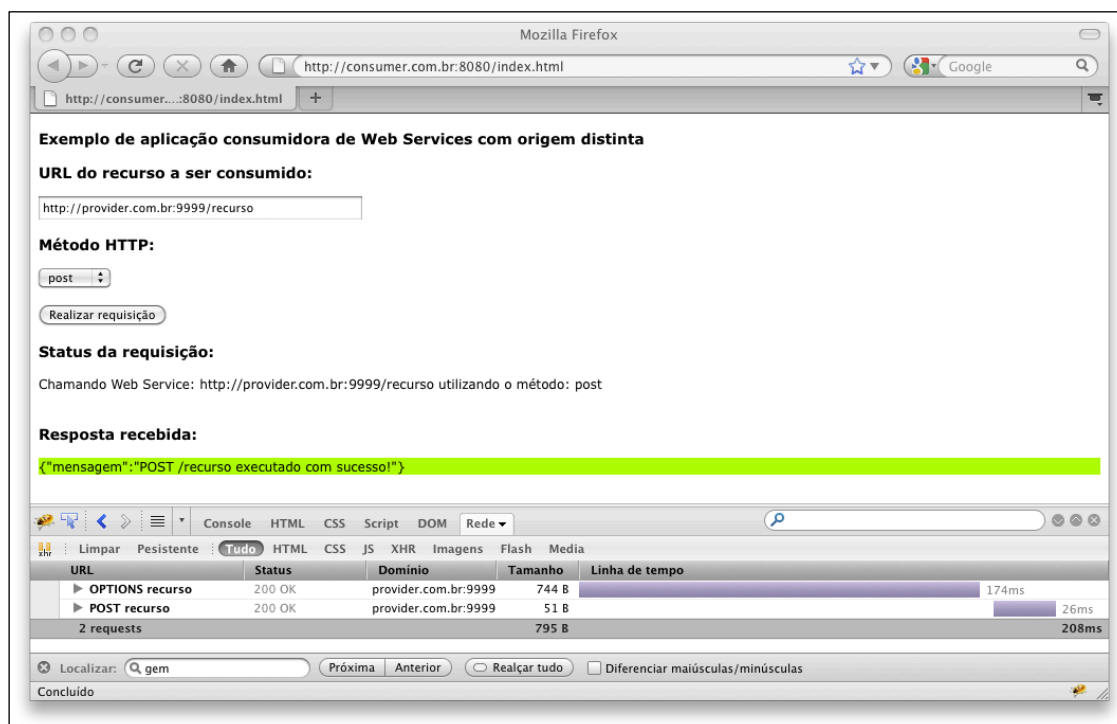 Mozilla Firefox
http://consumer.com.br:8080/index.html
Google
http://consumer....:8080/index.html +
Exemplo de aplicação consumidora de Web Services com origem distinta
URL do recurso a ser consumido:
http://provider.com.br:9999/recurso
Método HTTP:
post
Realizar requisição
Status da requisição:
Chamando Web Service: http://provider.com.br:9999/recurso utilizando o método: post
Resposta recebida:
{"mensagem":"POST /recurso executado com sucesso!"}
Console HTML CSS Script DOM Rede
xhr Limpar Pesistente Tudo HTML CSS JS XHR Imagens Flash Media
URL Status Domínio Tamanho Linha de tempo
OPTIONS recurso 200 OK provider.com.br:9999 744 B 174ms
POST recurso 200 OK provider.com.br:9999 51 B 26ms
2 requests 795 B 208ms
Localizar: gem Próxima Anterior Realçar tudo Diferenciar maiúsculas/minúsculas
Concluído